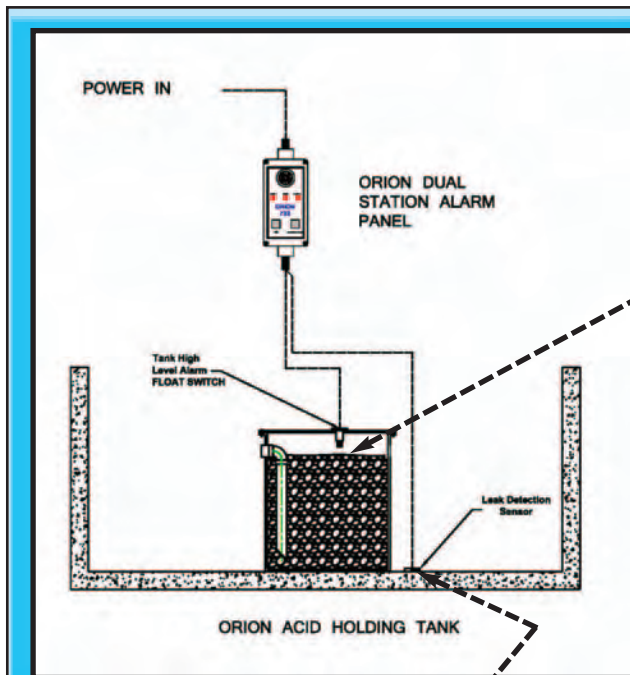 POWER IN
ORION DUAL
STATION ALARM
PANEL
ORION
Tank High
Level Alarm
FLOAT SWITCH
Leak Detection
Sensor
ORION ACID HOLDING TANK